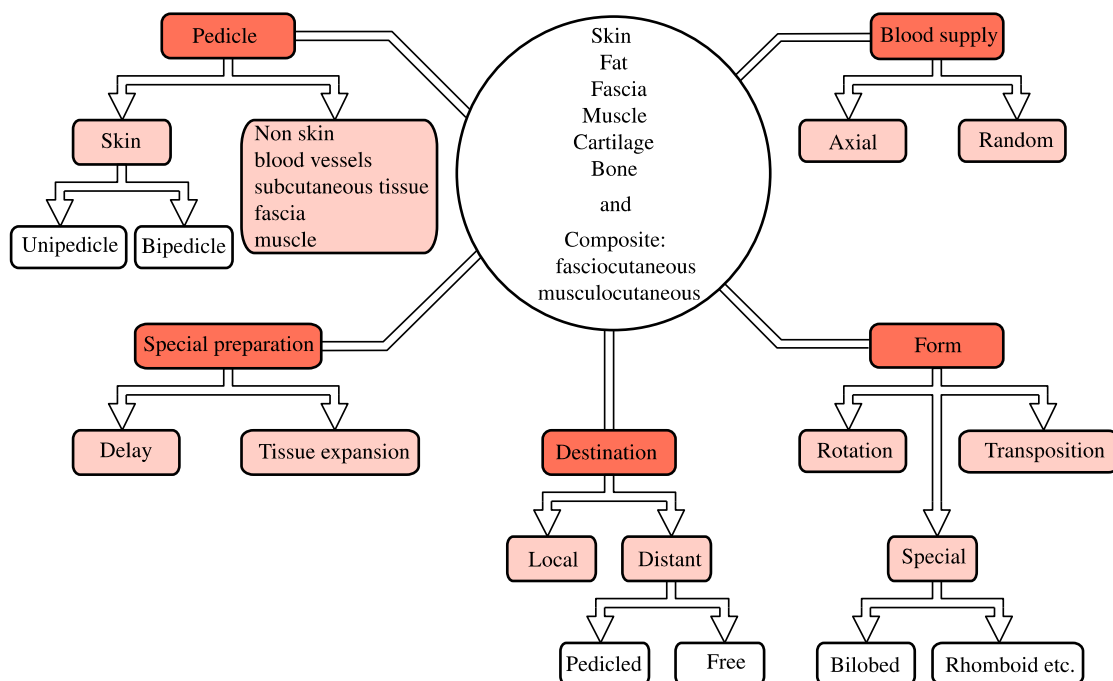 Pedicle
Skin
Fat
Fascia
Muscle
Cartilage
Bone
and
Composite:
fasciocutaneous
musculocutaneous
Blood supply
Skin
Non skin
blood vessels
subcutaneous tissue
fascia
muscle
Unipedicle
Bipedicle
Axial
Random
Special preparation
Delay
Tissue expansion
Destination
Local
Distant
Pedicled
Free
Form
Rotation
Transposition
Special
Bilobed
Rhomboid etc.